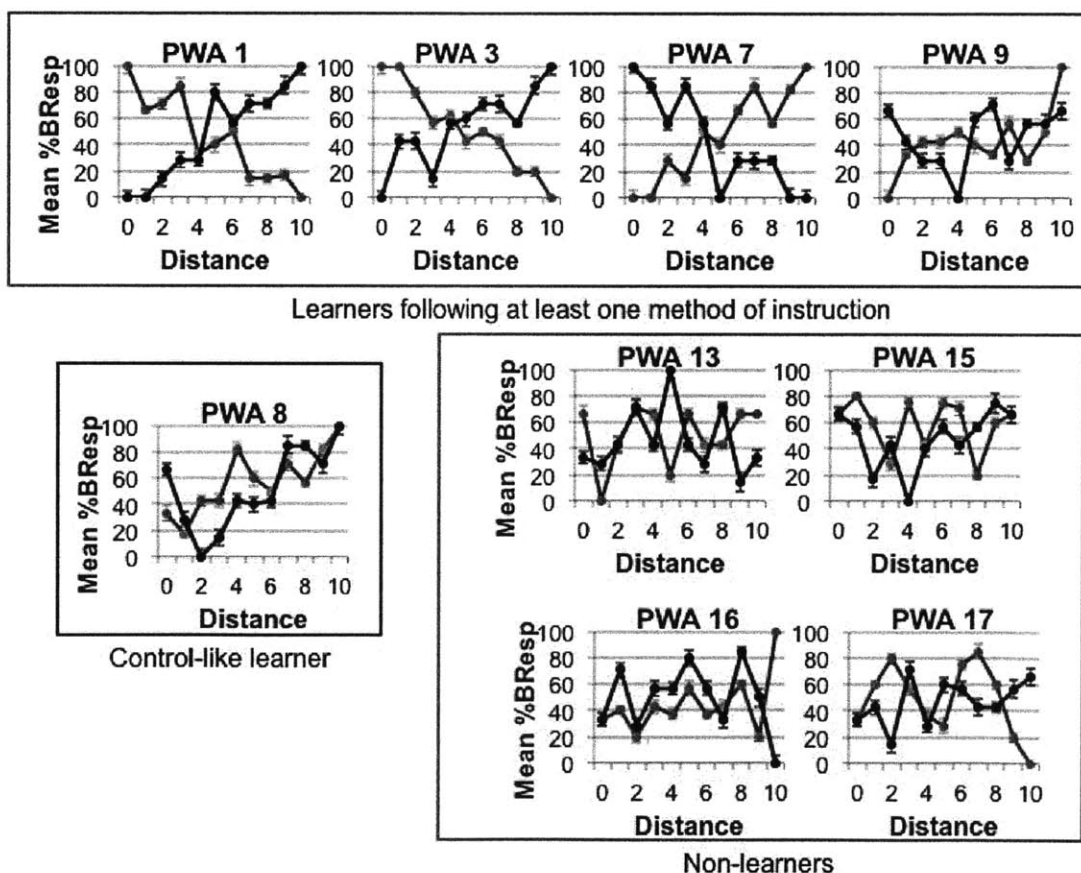 PWA 1 PWA 3 PWA 7 PWA 9
Mean %BResp
100 100 100 100
80 80 80 80
60 60 60 60
40 40 40 40
20 20 20 20
0 0 0 0
0 2 4 6 8 10 0 2 4 6 8 10 0 2 4 6 8 10 0 2 4 6 8 10
Distance Distance Distance Distance
Learners following at least one method of instruction
PWA 8
Mean %BResp
100
80
60
40
20
0
0 2 4 6 8 10
Distance
Control-like learner
PWA 13 PWA 15
Mean %BResp
100 100
80 80
60 60
40 40
20 20
0 0
0 2 4 6 8 10 0 2 4 6 8 10
Distance Distance
PWA 16 PWA 17
Mean %BResp
100 100
80 80
60 60
40 40
20 20
0 0
0 2 4 6 8 10 0 2 4 6 8 10
Distance Distance
Non-learners